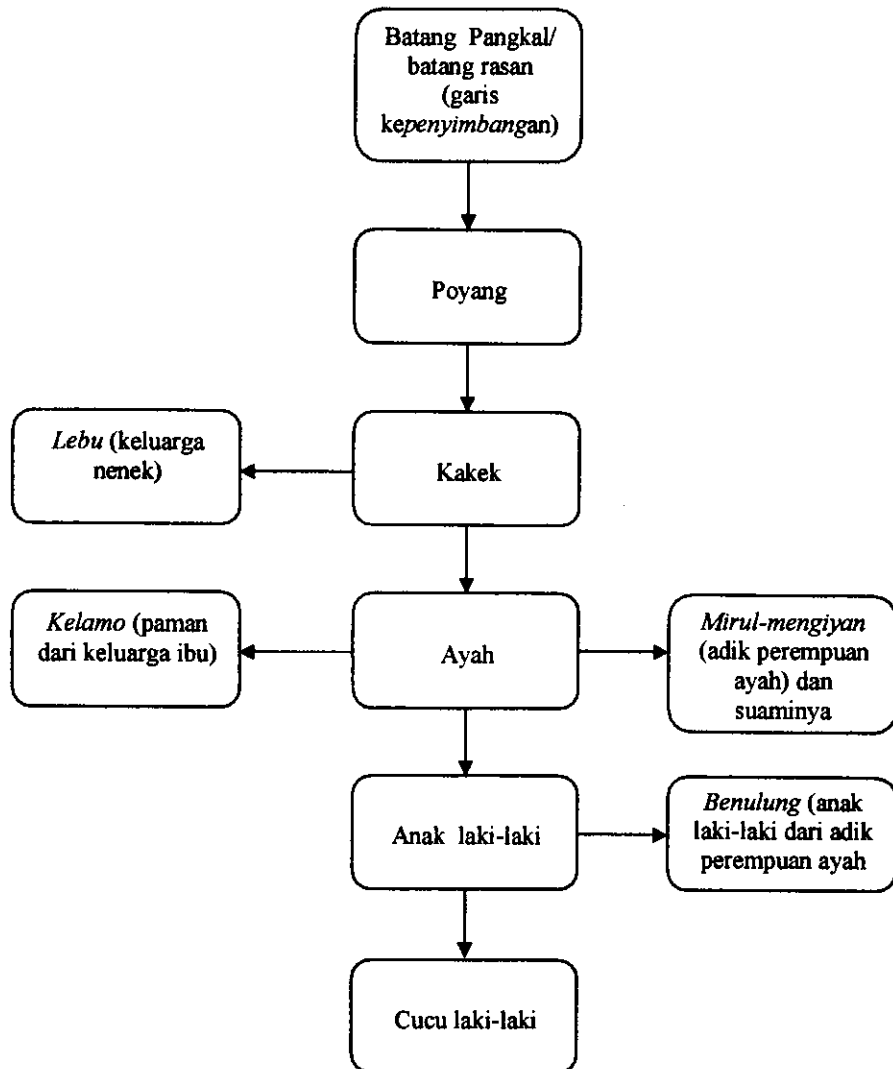 Batang Pangkal/
batang rasan
(garis
kepenyimbangan)
Poyang
Lebu (keluarga
nenek)
Kakek
Kelamo (paman
dari keluarga ibu)
Ayah
Mirul-mengiyan
(adik perempuan
ayah) dan
suaminya
Anak laki-laki
Benulung (anak
laki-laki dari adik
perempuan ayah
Cucu laki-laki